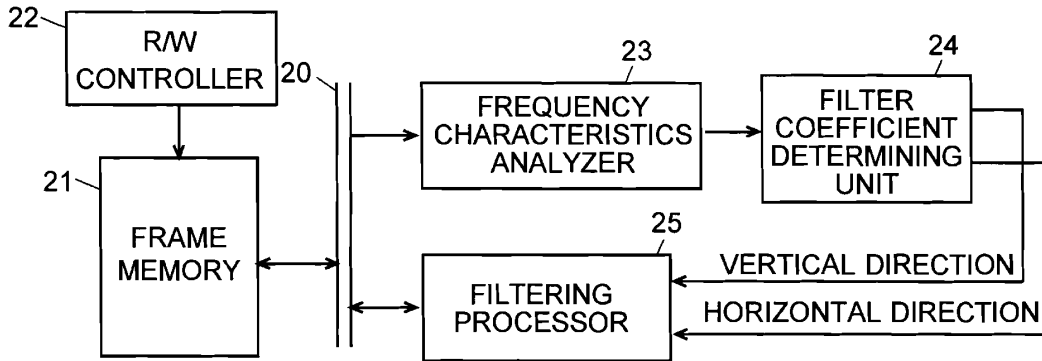 22
R/W
CONTROLLER
20
23
FREQUENCY
CHARACTERISTICS
ANALYZER
24
FILTER
COEFFICIENT
DETERMINING
UNIT
21
FRAME
MEMORY
25
FILTERING
PROCESSOR
VERTICAL DIRECTION
HORIZONTAL DIRECTION